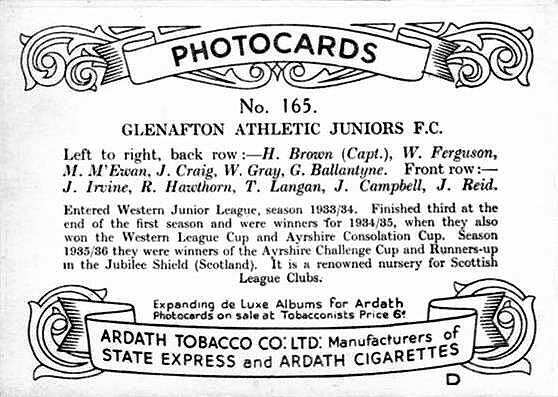 PHOTOCARDS
No. 165.
GLENAFTON ATHLETIC JUNIORS F.C.
Left to right, back row:—H. Brown (Capt.), W. Ferguson,
M. M'Ewan, J. Craig, W. Gray, G. Ballantyne. Front row:—
J. Irvine, R. Hawthorn, T. Langan, J. Campbell, J. Reid.
Entered Western Junior League, season 1933/34. Finished third at the
end of the first season and were winners for 1934/35, when they also
won the Western League Cup and Ayrshire Consolation Cup. Season
1935/36 they were winners of the Ayrshire Challenge Cup and Runners-up
in the Jubilee Shield (Scotland). It is a renowned nursery for Scottish
League Clubs.
Expanding de Luxe Albums for Ardath
Photocards on sale at Tobacconists Price 6d
ARDATH TOBACCO CO: LTD: Manufacturers of
STATE EXPRESS and ARDATH CIGARETTES
D